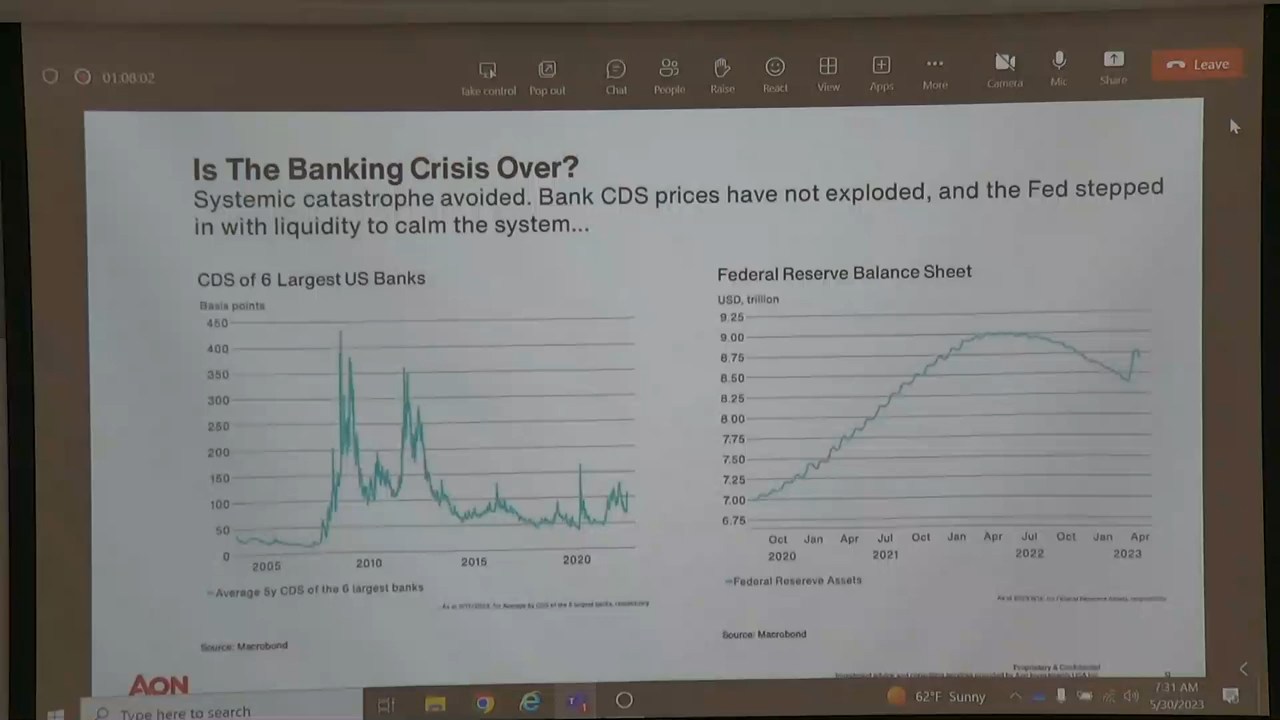 01:08:02
Take control
Pop out
Chat
People
Raise
React
View
Apps
More
Camera
Mic
Share
Leave
Is The Banking Crisis Over?
Systemic catastrophe avoided. Bank CDS prices have not exploded, and the Fed stepped
in with liquidity to calm the system...
CDS of 6 Largest US Banks
Basis points
450
400
350
300
250
200
150
100
50
0
2005 2010 2015 2020
Average 5y CDS of the 6 largest banks
Source: Macrobond
Federal Reserve Balance Sheet
USD, trillion
9.25
9.00
8.75
8.50
8.25
8.00
7.75
7.50
7.25
7.00
6.75
Oct Jan Apr Jul Oct Jan Apr Jul Oct Jan Apr
2020 2021 2022 2023
Federal Resereve Assets
Source: Macrobond
Proprietary & Confidential
AON
Type here to search
62°F Sunny
7:31 AM
5/30/2023